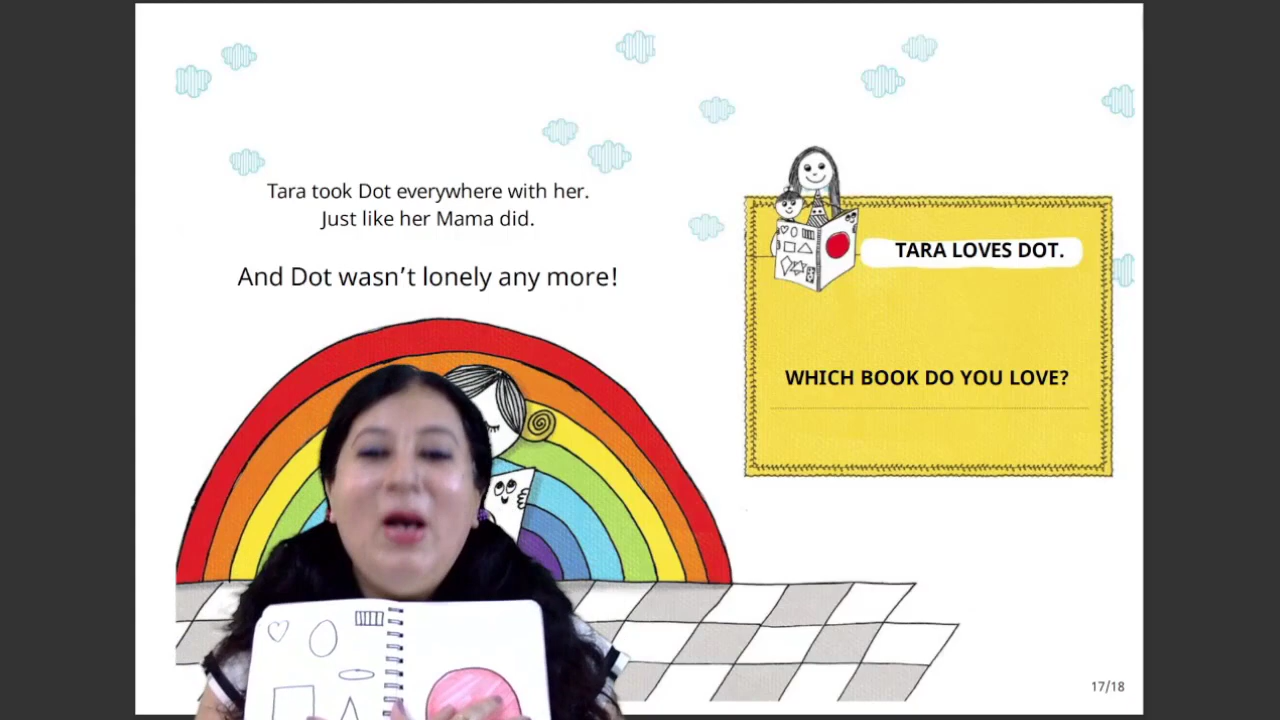 Tara took Dot everywhere with her.
Just like her Mama did.
And Dot wasn’t lonely any more!
TARA LOVES DOT.
WHICH BOOK DO YOU LOVE?
17/18